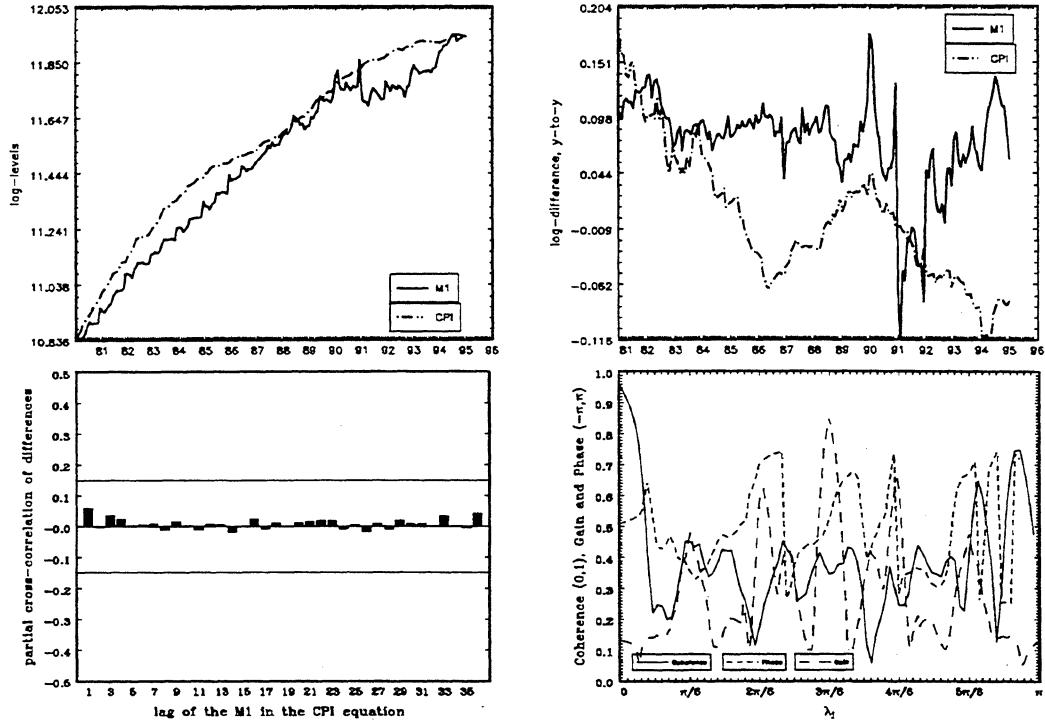 12.053
11.850
11.647
11.444
11.241
11.038
10.836
log-levels
M1
CPI
81 82 83 84 85 86 87 88 89 90 91 92 93 94 95 96
0.204
0.151
0.098
0.044
-0.009
-0.062
-0.115
log-difference, y-to-y
M1
CPI
81 82 83 84 85 86 87 88 89 90 91 92 93 94 95 96
0.5
0.4
0.3
0.2
0.1
-0.0
-0.1
-0.2
-0.3
-0.4
-0.5
partial cross-correlation of differences
1 3 5 7 9 11 13 15 17 19 21 23 25 27 29 31 33 35
lag of the M1 in the CPI equation
1.0
0.9
0.8
0.7
0.6
0.5
0.4
0.3
0.2
0.1
0.0
Coherence (0,1), Gain and Phase (-π,π)
Coherence
Phase
Gain
0 π/6 2π/6 3π/6 4π/6 5π/6 π
λj